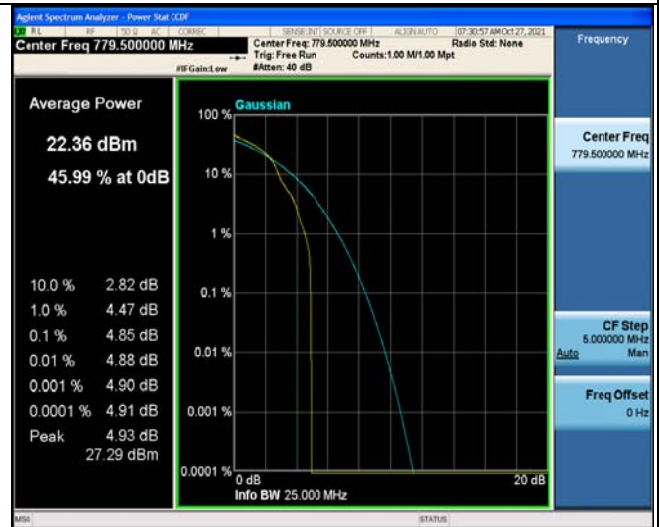 Agilent Spectrum Analyzer - Power Stat CCDF
RL RF 50 Ω AC CORREC SENSE:INT SOURCE OFF ALIGN AUTO 07:30:57 AM Oct 27, 2021
Center Freq 779.500000 MHz
Center Freq: 779.500000 MHz Radio Std: None
Trig: Free Run Counts:1.00 M/1.00 Mpt
#IFGain:Low #Atten: 40 dB
Frequency
Average Power
22.36 dBm
45.99 % at 0dB
10.0 % 2.82 dB
1.0 % 4.47 dB
0.1 % 4.85 dB
0.01 % 4.88 dB
0.001 % 4.90 dB
0.0001 % 4.91 dB
Peak 4.93 dB
27.29 dBm
Gaussian
100 %
10 %
1 %
0.1 %
0.01 %
0.001 %
0.0001 %
0 dB 20 dB
Info BW 25.000 MHz
Center Freq
779.500000 MHz
CF Step
5.000000 MHz
Auto Man
Freq Offset
0 Hz
MSG STATUS